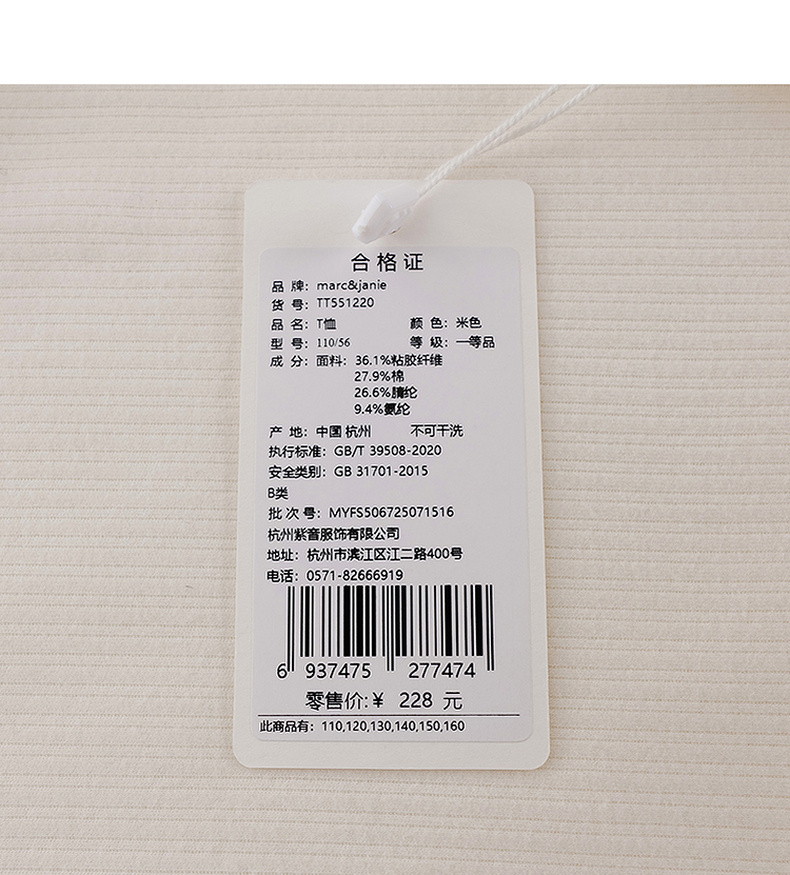 合格证
品 牌：marc&janie
货 号：TT551220
品 名：T恤 颜 色：米色
型 号：110/56 等 级：一等品
成 分：面料：36.1%粘胶纤维
27.9%棉
26.6%腈纶
9.4%氨纶
产 地：中国 杭州 不可干洗
执行标准：GB/T 39508-2020
安全类别：GB 31701-2015
B类
批 次 号：MYFS506725071516
杭州紫音服饰有限公司
地址：杭州市滨江区江二路400号
电话：0571-82666919
6 937475 277474
零售价:¥ 228 元
此商品有：110,120,130,140,150,160